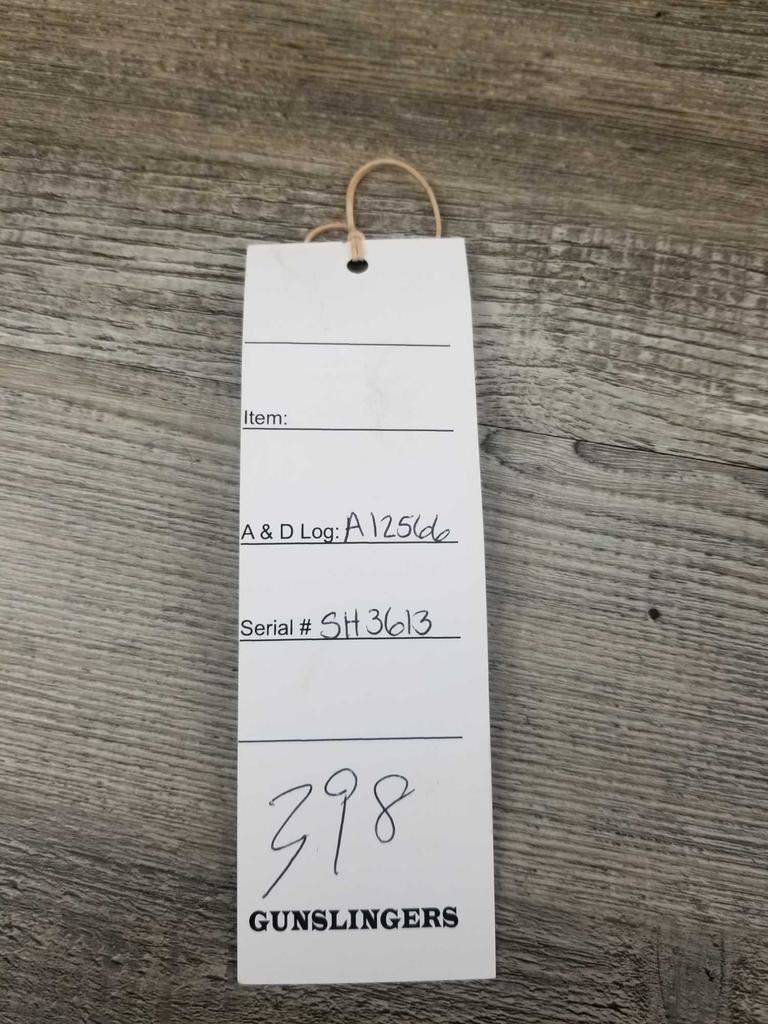 Item:
A & D Log: A12566
Serial # SH3613
398
GUNSLINGERS